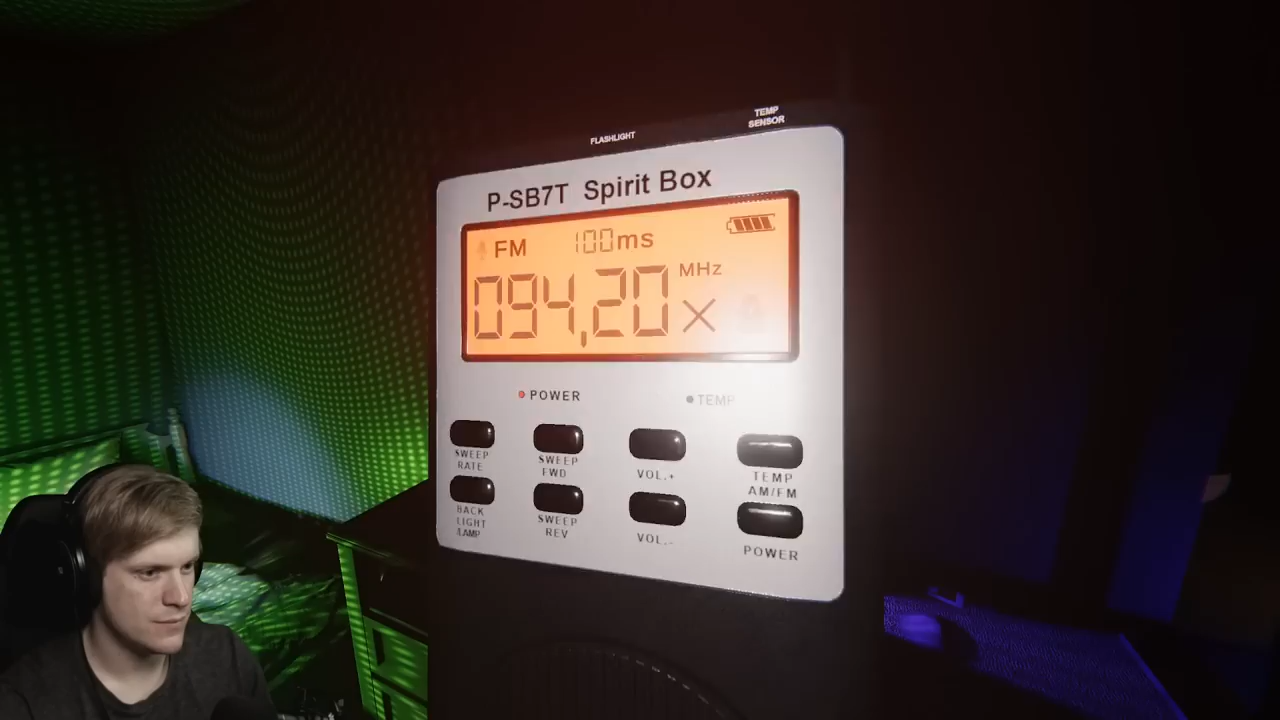 FLASHLIGHT
TEMP
SENSOR
P-SB7T Spirit Box
FM 100ms
094,20 MHz
X
POWER
TEMP
SWEEP
RATE
SWEEP
FWD
VOL.+
TEMP
AM/FM
BACK
LIGHT
/LAMP
SWEEP
REV
VOL.-
POWER